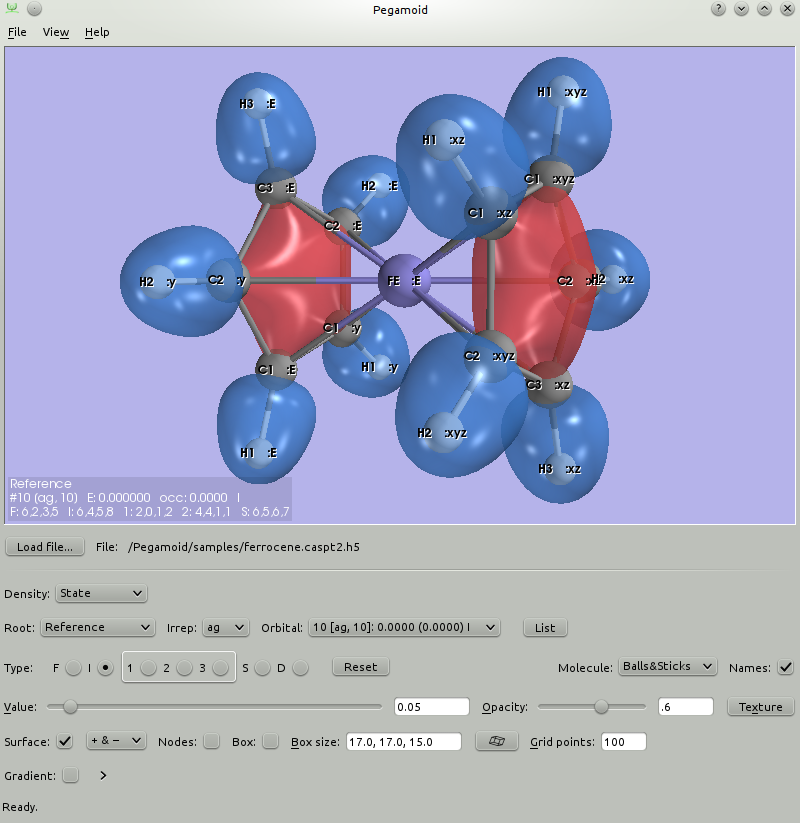 Pegamoid
File View Help
H3 :E
H1 :xyz
H1 :xz
C3 :E
H2 :E
C1 :xyz
C2 :E
C1 :xz
H2 :y
C2 :y
FE :E
C2
H2 :xz
C1 :y
C2 :xyz
C1 :E
H1 :y
C3 :xz
H2 :xyz
H1 :E
H3 :xz
Reference
#10 (ag, 10) E: 0.000000 occ: 0.0000 I
F: 6,2,3,5 I: 6,4,5,8 1: 2,0,1,2 2: 4,4,1,1 S: 6,5,6,7
Load file... File: /Pegamoid/samples/ferrocene.caspt2.h5
Density: State
Root: Reference Irrep: ag Orbital: 10 [ag, 10]: 0.0000 (0.0000) I List
Type: F I 1 2 3 S D Reset Molecule: Balls&Sticks Names:
Value: 0.05 Opacity: .6 Texture
Surface: + & − Nodes: Box: Box size: 17.0, 17.0, 15.0 Grid points: 100
Gradient: >
Ready.